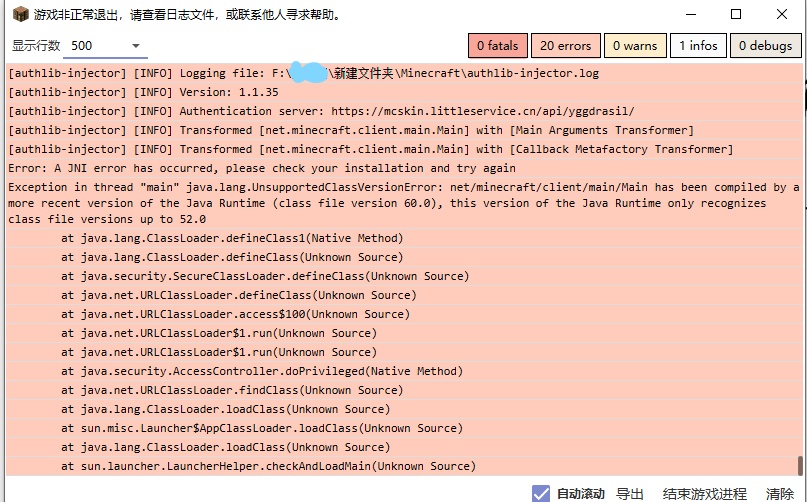 游戏非正常退出，请查看日志文件，或联系他人寻求帮助。
显示行数 500 0 fatals 20 errors 0 warns 1 infos 0 debugs
[authlib-injector] [INFO] Logging file: F:\ \新建文件夹\Minecraft\authlib-injector.log
[authlib-injector] [INFO] Version: 1.1.35
[authlib-injector] [INFO] Authentication server: https://mcskin.littleservice.cn/api/yggdrasil/
[authlib-injector] [INFO] Transformed [net.minecraft.client.main.Main] with [Main Arguments Transformer]
[authlib-injector] [INFO] Transformed [net.minecraft.client.main.Main] with [Callback Metafactory Transformer]
Error: A JNI error has occurred, please check your installation and try again
Exception in thread "main" java.lang.UnsupportedClassVersionError: net/minecraft/client/main/Main has been compiled by a
more recent version of the Java Runtime (class file version 60.0), this version of the Java Runtime only recognizes
class file versions up to 52.0
at java.lang.ClassLoader.defineClass1(Native Method)
at java.lang.ClassLoader.defineClass(Unknown Source)
at java.security.SecureClassLoader.defineClass(Unknown Source)
at java.net.URLClassLoader.defineClass(Unknown Source)
at java.net.URLClassLoader.access$100(Unknown Source)
at java.net.URLClassLoader$1.run(Unknown Source)
at java.net.URLClassLoader$1.run(Unknown Source)
at java.security.AccessController.doPrivileged(Native Method)
at java.net.URLClassLoader.findClass(Unknown Source)
at java.lang.ClassLoader.loadClass(Unknown Source)
at sun.misc.Launcher$AppClassLoader.loadClass(Unknown Source)
at java.lang.ClassLoader.loadClass(Unknown Source)
at sun.launcher.LauncherHelper.checkAndLoadMain(Unknown Source)
自动滚动 导出 结束游戏进程 清除